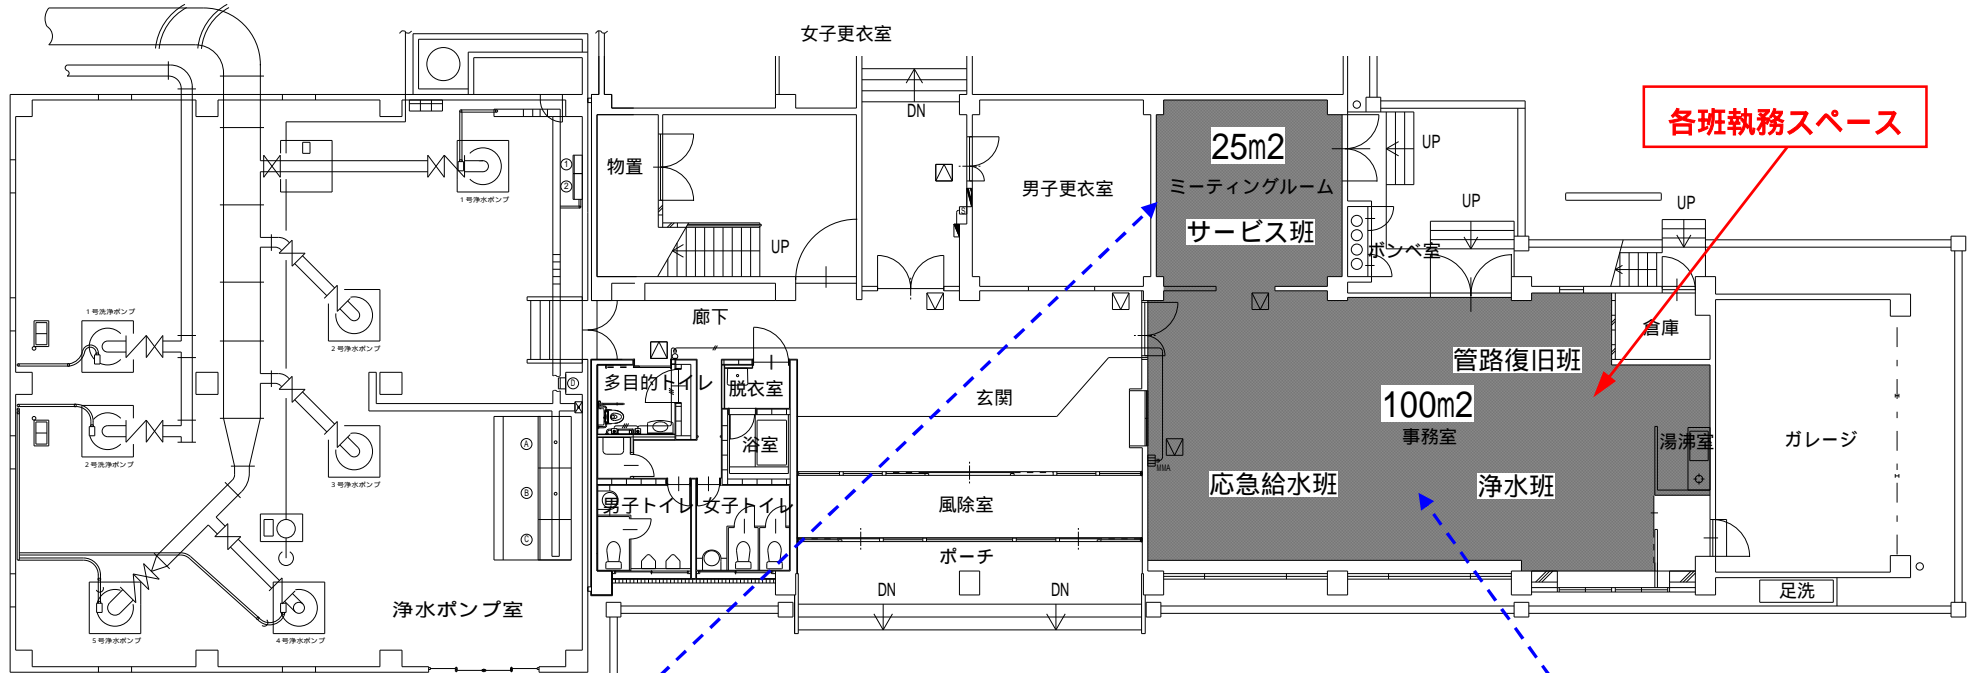 女子更衣室
各班執務スペース
DN
25m2
UP
物置
ミーティングルーム
男子更衣室
1号浄水ポンプ
サービス班
UP
UP
UP
ボンベ室
廊下
1号洗浄ポンプ
2号浄水ポンプ
倉庫
管路復旧班
多目的トイレ
脱衣室
玄関
100m2
事務室
湯沸室
ガレージ
浴室
2号洗浄ポンプ
3号浄水ポンプ
MMA
応急給水班
浄水班
男子トイレ
女子トイレ
風除室
ポーチ
DN
DN
足洗
浄水ポンプ室
5号浄水ポンプ
4号浄水ポンプ
1
2
D
A
B
C
S